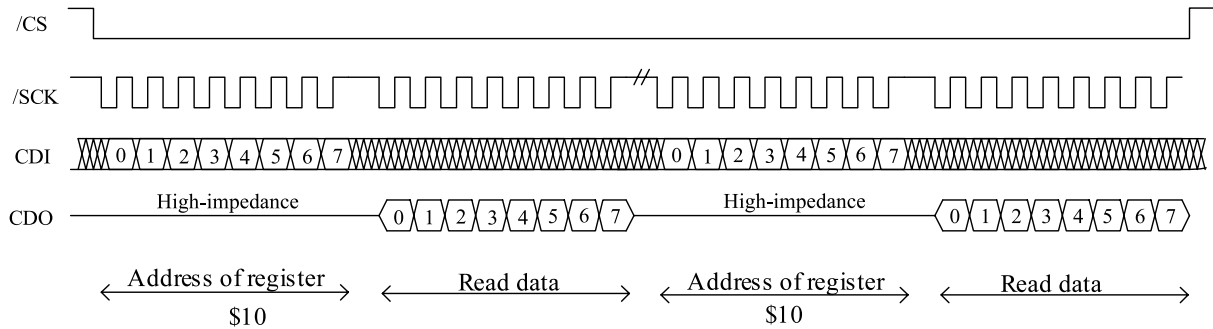 /CS
/SCK
CDI 0 1 2 3 4 5 6 7 0 1 2 3 4 5 6 7
CDO High-impedance 0 1 2 3 4 5 6 7 High-impedance 0 1 2 3 4 5 6 7
Address of register Read data Address of register Read data
$10 $10